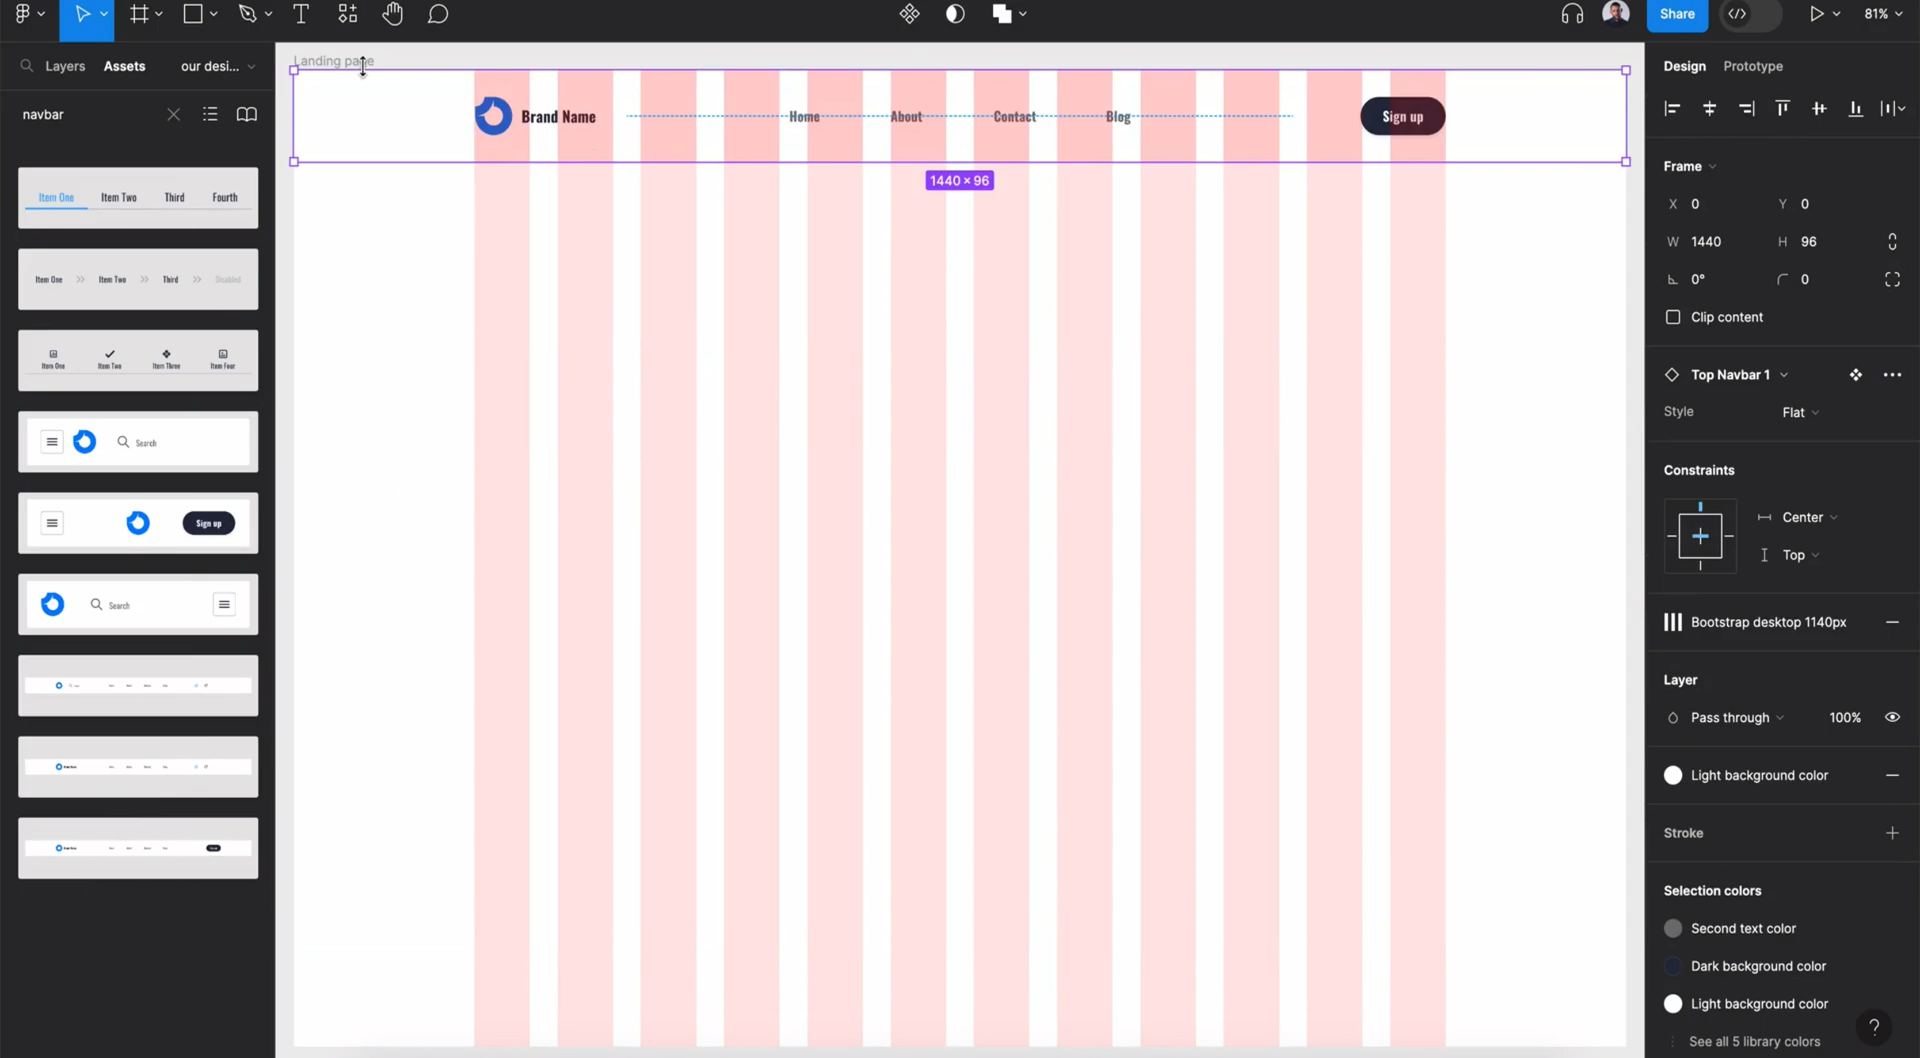 Share
81%
Layers
Assets
our desi...
navbar
Item One
Item Two
Third
Fourth
Item One
Item Two
Third
Disabled
Item One
Item Two
Item Three
Item Four
Search
Sign up
Search
Landing page
Brand Name
Home
About
Contact
Blog
Sign up
1440 × 96
Design
Prototype
Frame
X 0
Y 0
W 1440
H 96
0°
0
Clip content
Top Navbar 1
Style
Flat
Constraints
Center
Top
Bootstrap desktop 1140px
Layer
Pass through
100%
Light background color
Stroke
Selection colors
Second text color
Dark background color
Light background color
See all 5 library colors
?